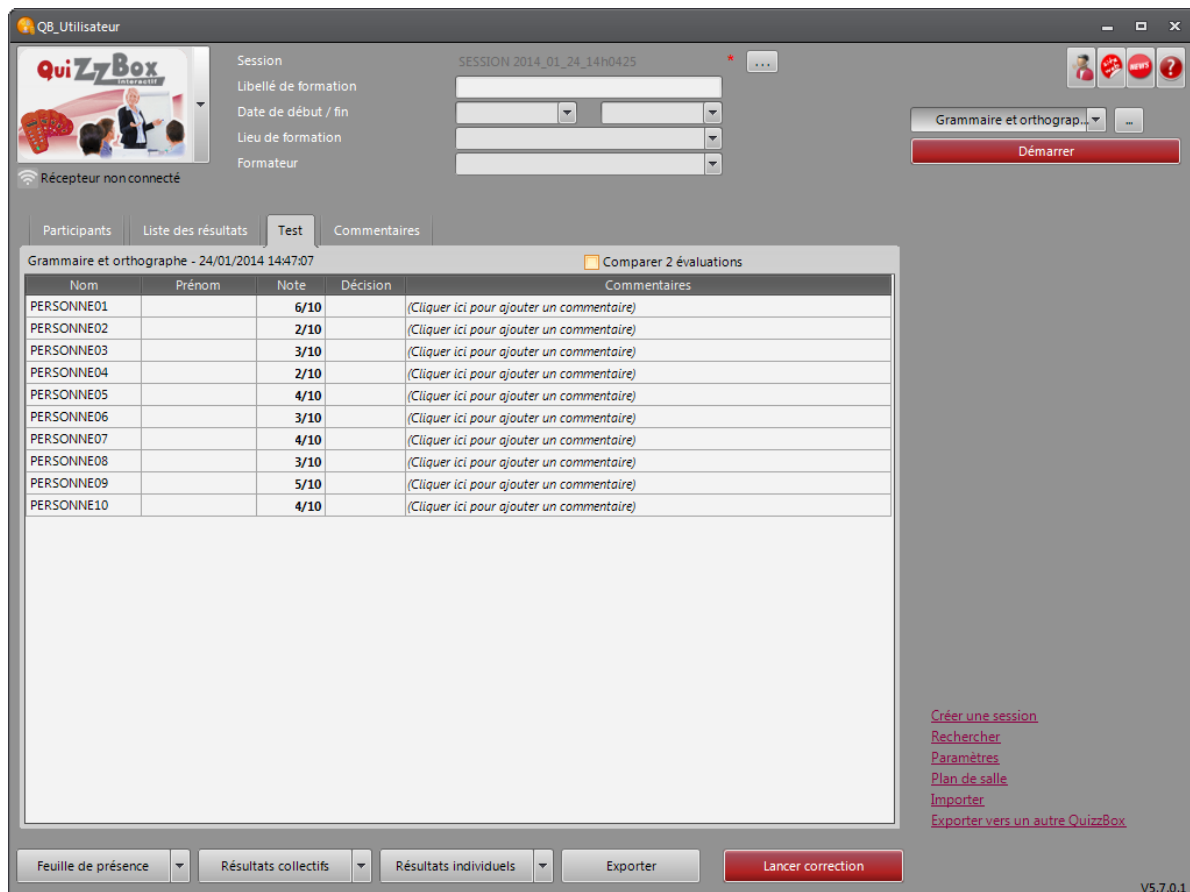 QB_Utilisateur
QuiZzBox
interactif
Session
SESSION 2014_01_24_14h0425
*
...
Libellé de formation
Date de début / fin
Lieu de formation
Formateur
Récepteur non connecté
site web
NEWS
?
Grammaire et orthograp...
...
Démarrer
Participants Liste des résultats Test Commentaires
Grammaire et orthographe - 24/01/2014 14:47:07 Comparer 2 évaluations
Nom Prénom Note Décision Commentaires
PERSONNE01 6/10 (Cliquer ici pour ajouter un commentaire)
PERSONNE02 2/10 (Cliquer ici pour ajouter un commentaire)
PERSONNE03 3/10 (Cliquer ici pour ajouter un commentaire)
PERSONNE04 2/10 (Cliquer ici pour ajouter un commentaire)
PERSONNE05 4/10 (Cliquer ici pour ajouter un commentaire)
PERSONNE06 3/10 (Cliquer ici pour ajouter un commentaire)
PERSONNE07 4/10 (Cliquer ici pour ajouter un commentaire)
PERSONNE08 3/10 (Cliquer ici pour ajouter un commentaire)
PERSONNE09 5/10 (Cliquer ici pour ajouter un commentaire)
PERSONNE10 4/10 (Cliquer ici pour ajouter un commentaire)
Créer une session
Rechercher
Paramètres
Plan de salle
Importer
Exporter vers un autre QuizzBox
Feuille de présence Résultats collectifs Résultats individuels Exporter Lancer correction
V5.7.0.1